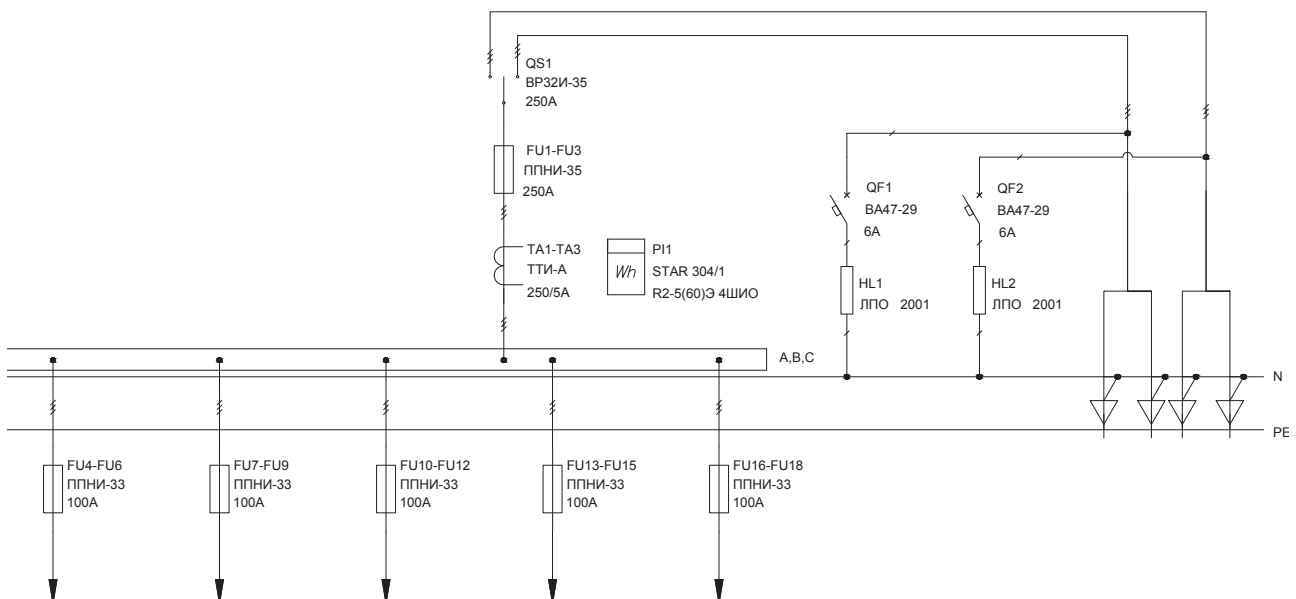 QS1
ВР32И-35
250А
FU1-FU3
ППНИ-35
250А
TA1-TA3
ТТИ-А
250/5А
PI1
Wh
STAR 304/1
R2-5(60)Э 4ШИО
QF1
ВА47-29
6А
QF2
ВА47-29
6А
HL1
ЛПО 2001
HL2
ЛПО 2001
A,B,C
N
PE
FU4-FU6
ППНИ-33
100А
FU7-FU9
ППНИ-33
100А
FU10-FU12
ППНИ-33
100А
FU13-FU15
ППНИ-33
100А
FU16-FU18
ППНИ-33
100А